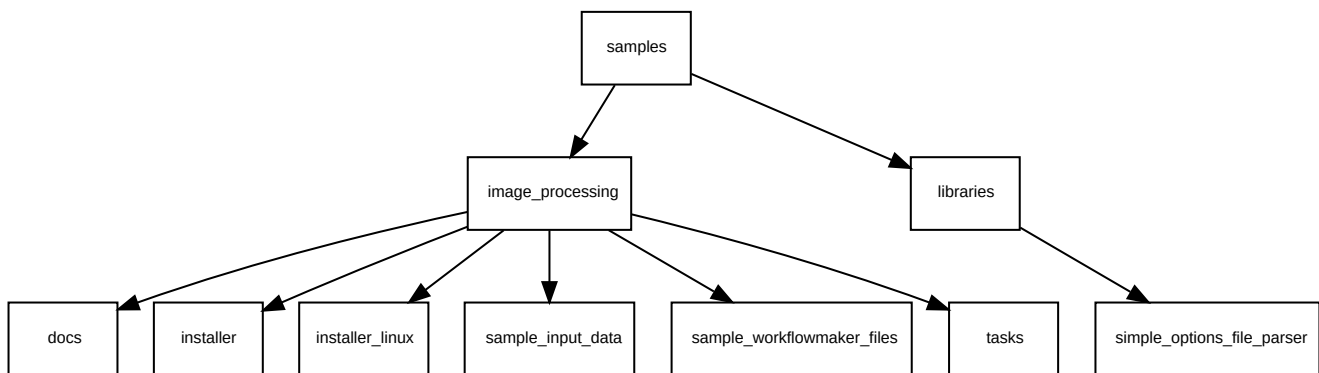 samples
image_processing
libraries
docs
installer
installer_linux
sample_input_data
sample_workflowmaker_files
tasks
simple_options_file_parser